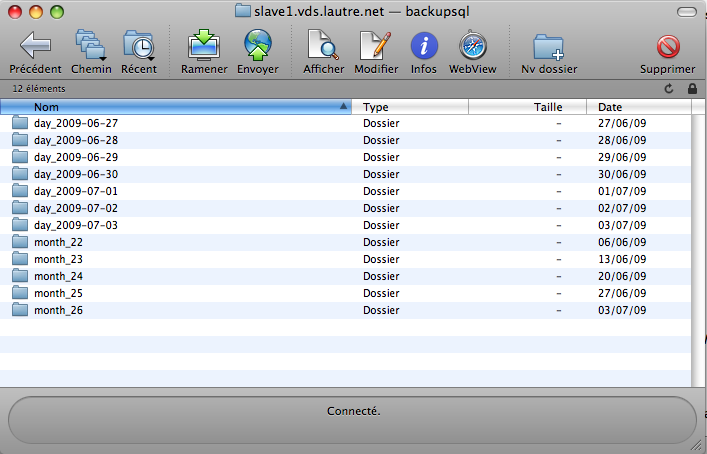 slave1.vds.lautre.net — backupsql
Précédent Chemin Récent Ramener Envoyer Afficher Modifier Infos WebView Nv dossier Supprimer
12 éléments
Nom Type Taille Date
day_2009-06-27 Dossier – 27/06/09
day_2009-06-28 Dossier – 28/06/09
day_2009-06-29 Dossier – 29/06/09
day_2009-06-30 Dossier – 30/06/09
day_2009-07-01 Dossier – 01/07/09
day_2009-07-02 Dossier – 02/07/09
day_2009-07-03 Dossier – 03/07/09
month_22 Dossier – 06/06/09
month_23 Dossier – 13/06/09
month_24 Dossier – 20/06/09
month_25 Dossier – 27/06/09
month_26 Dossier – 03/07/09
Connecté.